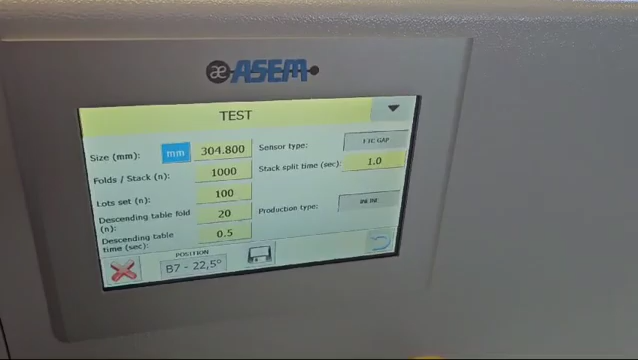 æ ASEM
TEST
Size (mm): mm 304.800
Sensor type:
Folds / Stack (n): 1000
Stack split time (sec): 1.0
Lots set (n): 100
Descending table fold (n): 20
Production type:
Descending table time (sec): 0.5
POSITION
B7 - 22,5°